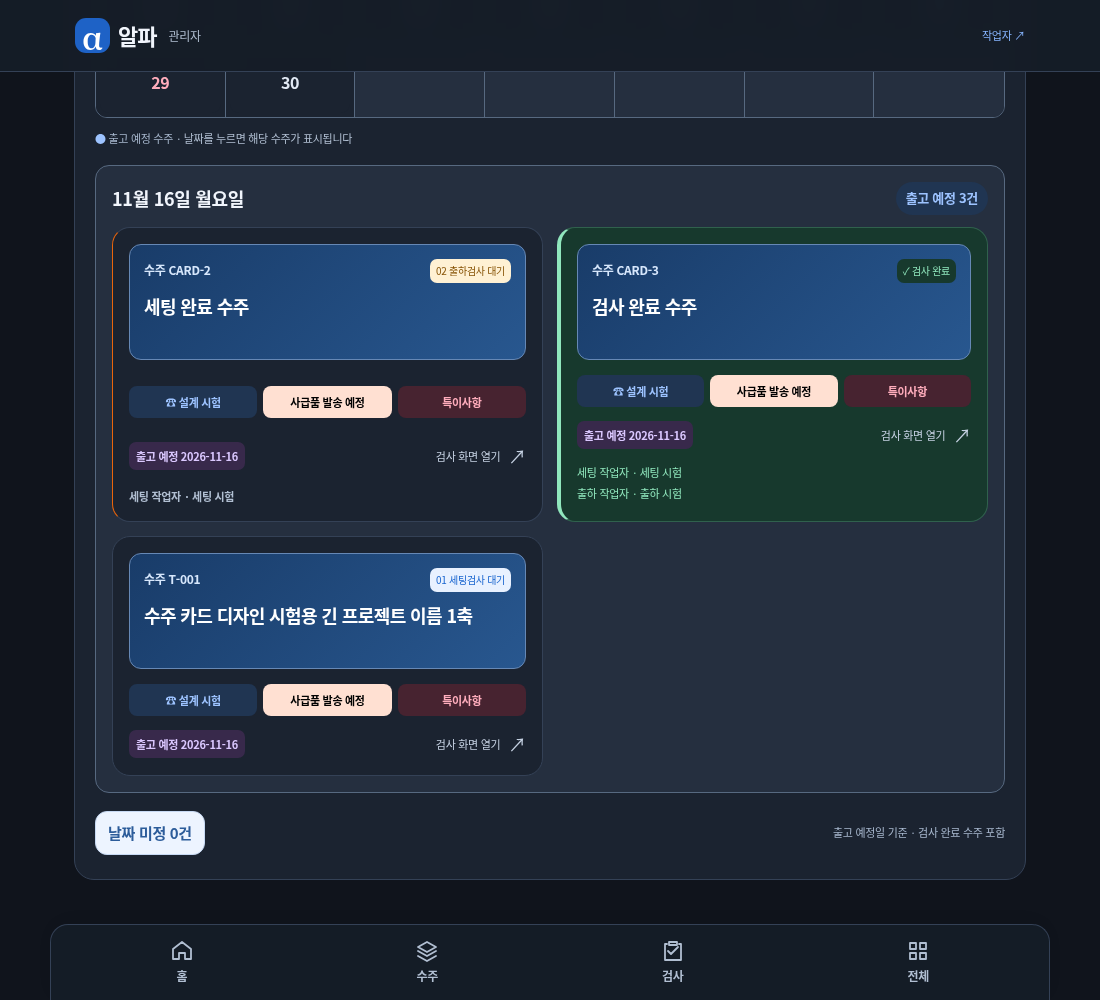 α 알파 관리자 작업자 ↗
29 30
출고 예정 수주 · 날짜를 누르면 해당 수주가 표시됩니다
11월 16일 월요일 출고 예정 3건
수주 CARD-2 02 출하검사 대기
세팅 완료 수주
☎ 설계 시험 사급품 발송 예정 특이사항
출고 예정 2026-11-16 검사 화면 열기 ↗
세팅 작업자 · 세팅 시험
수주 CARD-3 ✓ 검사 완료
검사 완료 수주
☎ 설계 시험 사급품 발송 예정 특이사항
출고 예정 2026-11-16 검사 화면 열기 ↗
세팅 작업자 · 세팅 시험
출하 작업자 · 출하 시험
수주 T-001 01 세팅검사 대기
수주 카드 디자인 시험용 긴 프로젝트 이름 1축
☎ 설계 시험 사급품 발송 예정 특이사항
출고 예정 2026-11-16 검사 화면 열기 ↗
날짜 미정 0건 출고 예정일 기준 · 검사 완료 수주 포함
홈 수주 검사 전체